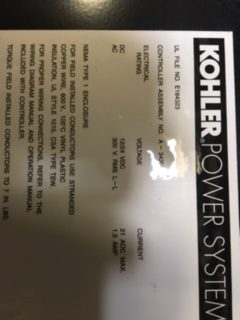 KOHLER POWER SYSTEM
UL FILE NO. E164323
CONTROLLER ASSEMBLY NO. A-
ELECTRICAL RATING VOLTAGE CURRENT
DC 12/24 VDC 21 ADC MAX.
AC 300 V. RMS L-L 1.5 AMP
NEMA TYPE 1 ENCLOSURE
FOR FIELD INSTALLED CONDUCTORS USE STRANDED
COPPER WIRE, 600 V., 105°C VINYL PLASTIC
INSULATION, UL STYLE 1015, CSA TYPE TEW.
FOR PROPER WIRING CONNECTIONS, REFER TO THE
WIRING DIAGRAM MANUAL AND OPERATION MANUAL
INCLUDED WITH CONTROLLER.
TORQUE FIELD INSTALLED CONDUCTORS TO 7 IN. LBS.